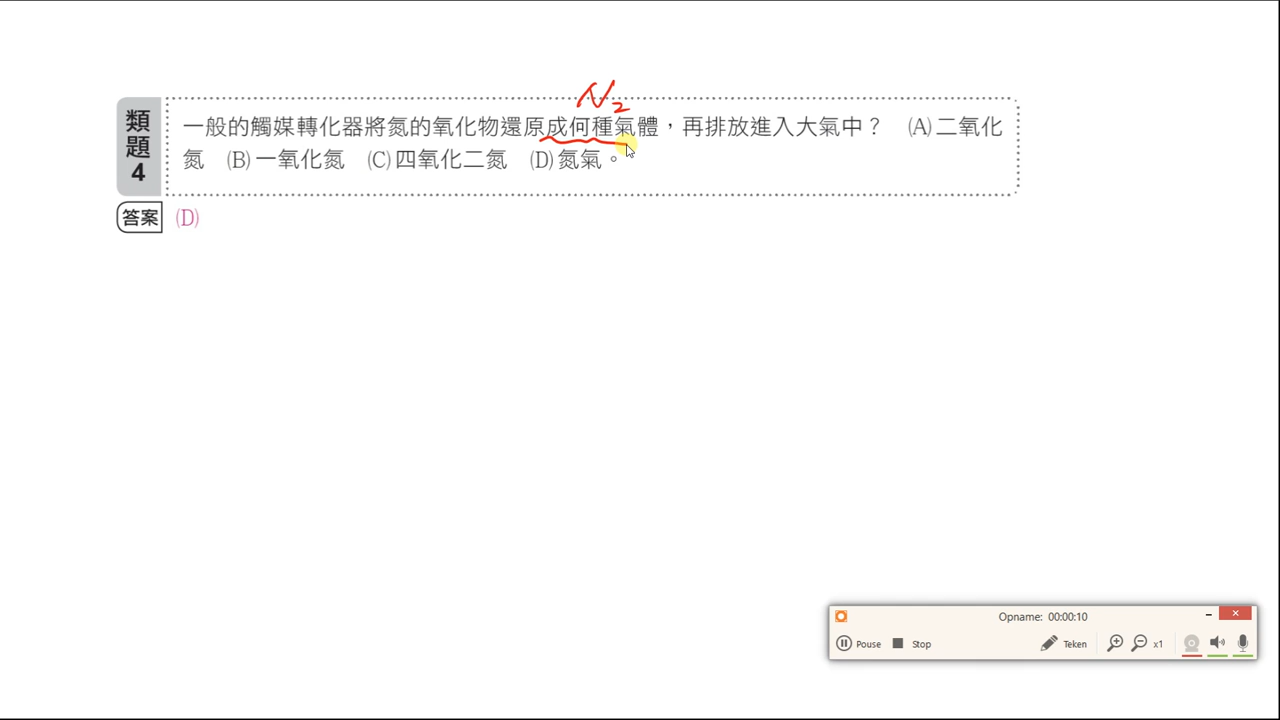 N₂
類題4
一般的觸媒轉化器將氮的氧化物還原成何種氣體，再排放進入大氣中？ (A)二氧化
氮 (B)一氧化氮 (C)四氧化二氮 (D)氮氣。
答案 (D)
Opname: 00:00:10
Pause Stop Teken x1